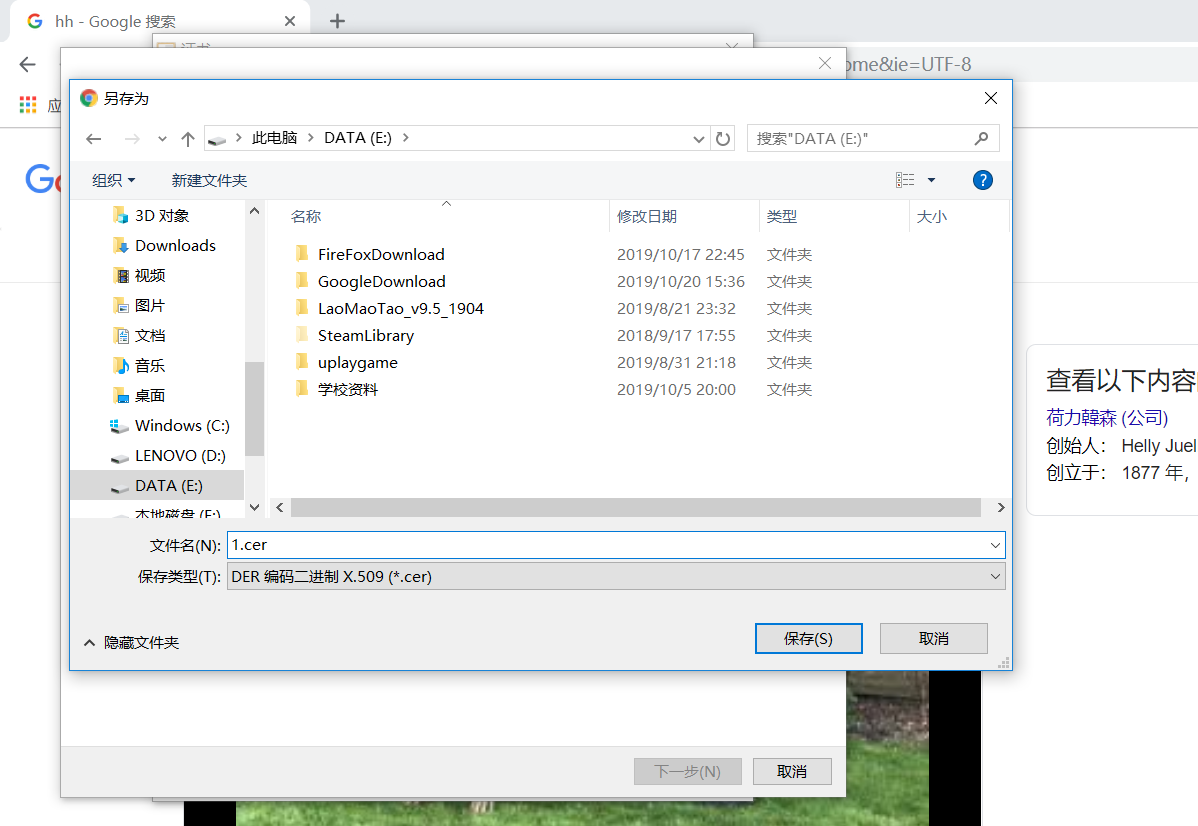 hh - Google 搜索
证书
ome&ie=UTF-8
应
另存为
此电脑 DATA (E:)
搜索"DATA (E:)"
组织
新建文件夹
?
名称 修改日期 类型 大小
3D 对象
Downloads
视频
图片
文档
音乐
桌面
Windows (C:)
LENOVO (D:)
DATA (E:)
本地磁盘 (F:)
FireFoxDownload 2019/10/17 22:45 文件夹
GoogleDownload 2019/10/20 15:36 文件夹
LaoMaoTao_v9.5_1904 2019/8/21 23:32 文件夹
SteamLibrary 2018/9/17 17:55 文件夹
uplaygame 2019/8/31 21:18 文件夹
学校资料 2019/10/5 20:00 文件夹
文件名(N): 1.cer
保存类型(T): DER 编码二进制 X.509 (*.cer)
隐藏文件夹
保存(S)
取消
下一步(N)
取消
Go
查看以下内容
荷力韓森 (公司)
创始人： Helly Juel
创立于： 1877 年,